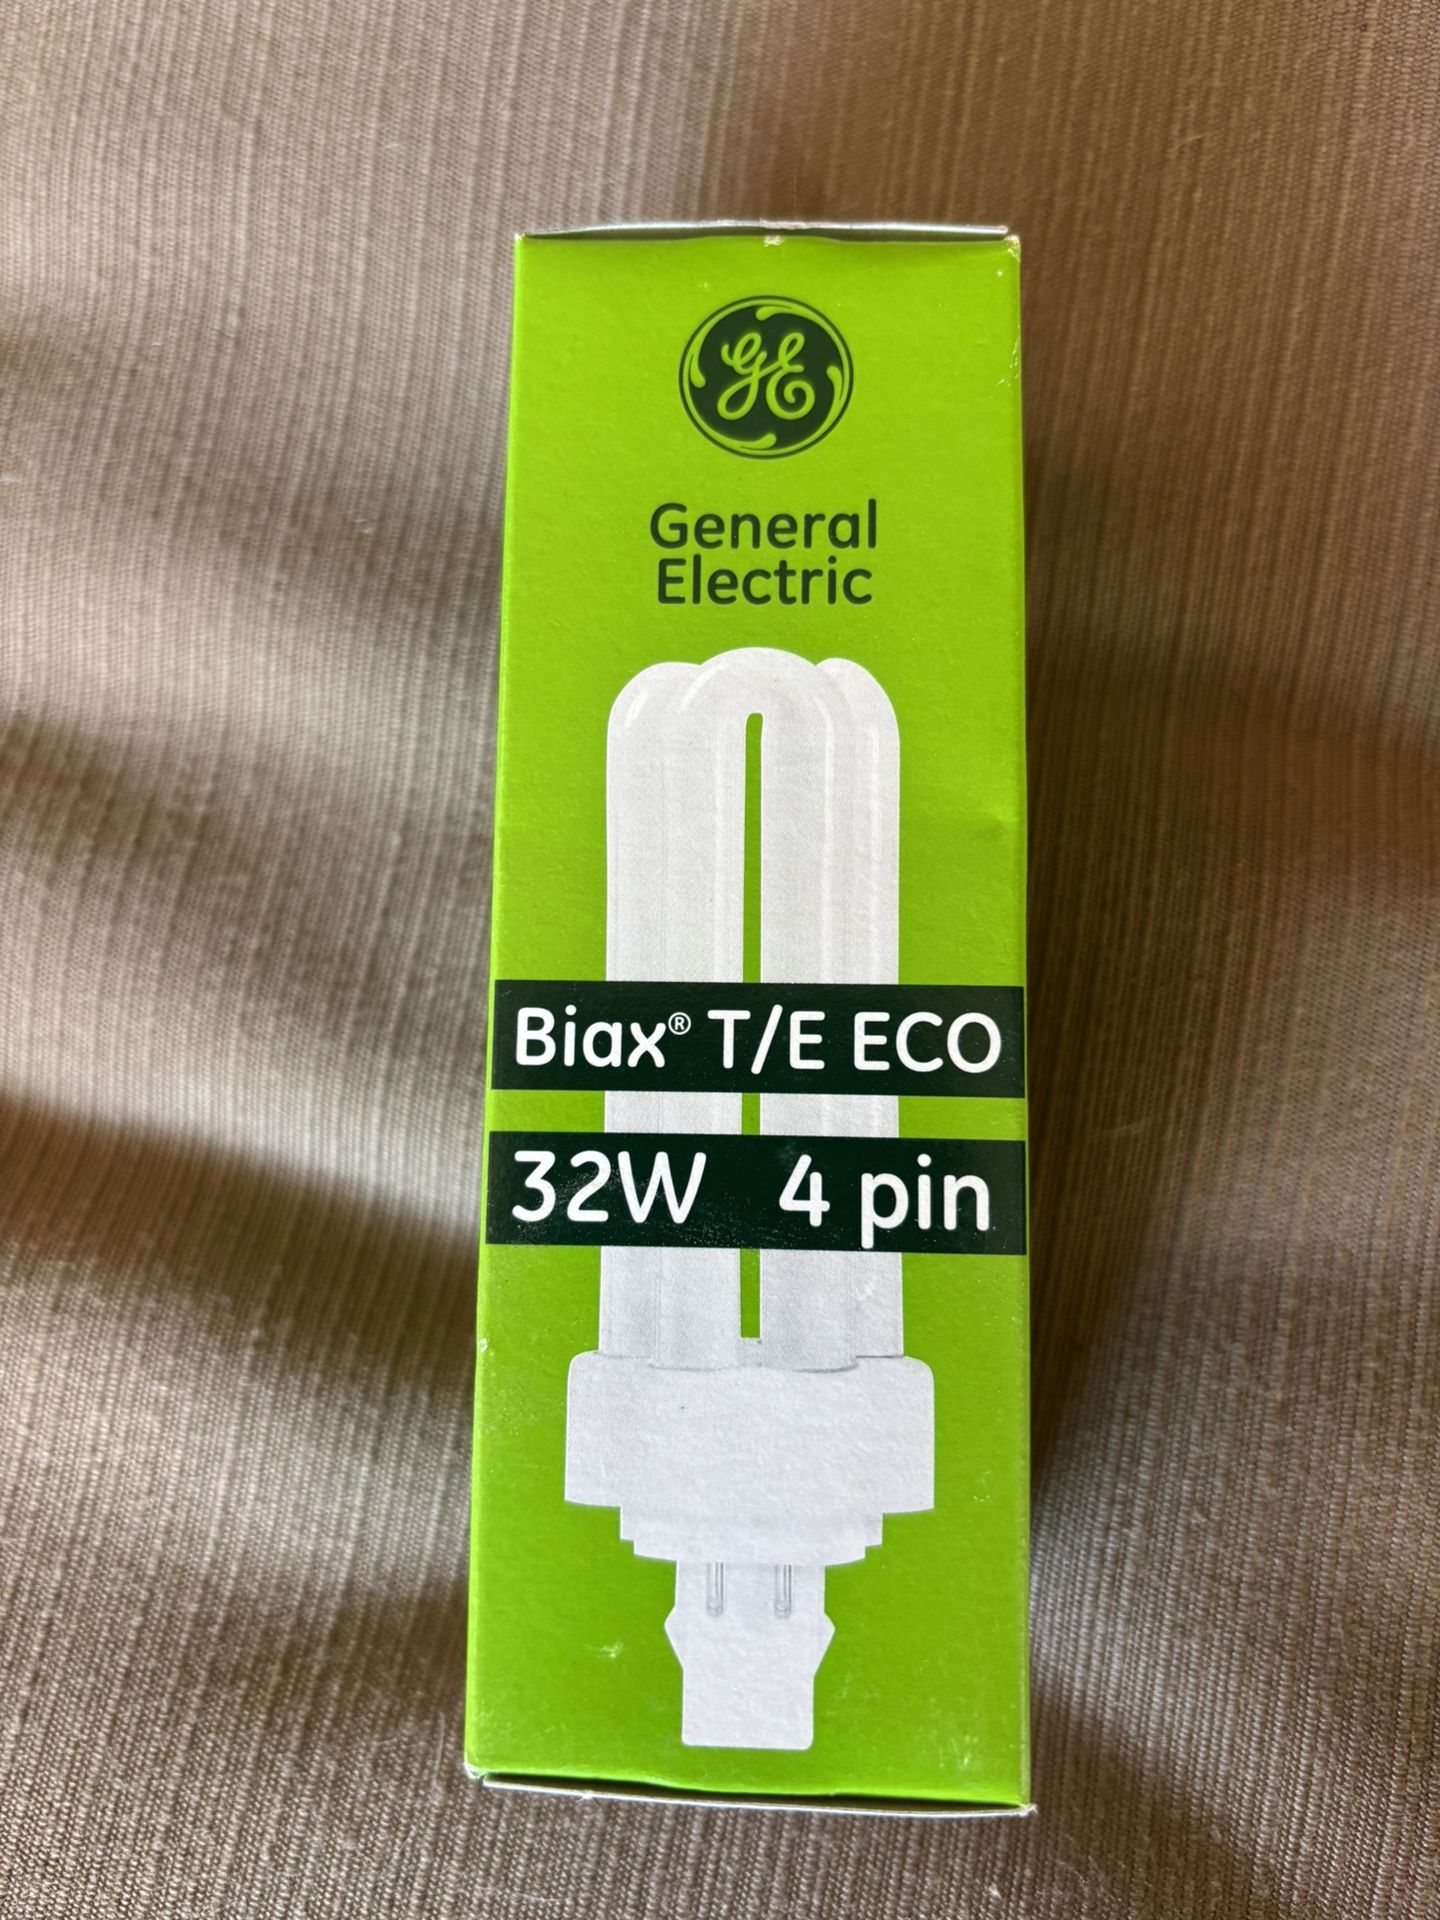 GE
General
Electric
Biax® T/E ECO
32W 4 pin